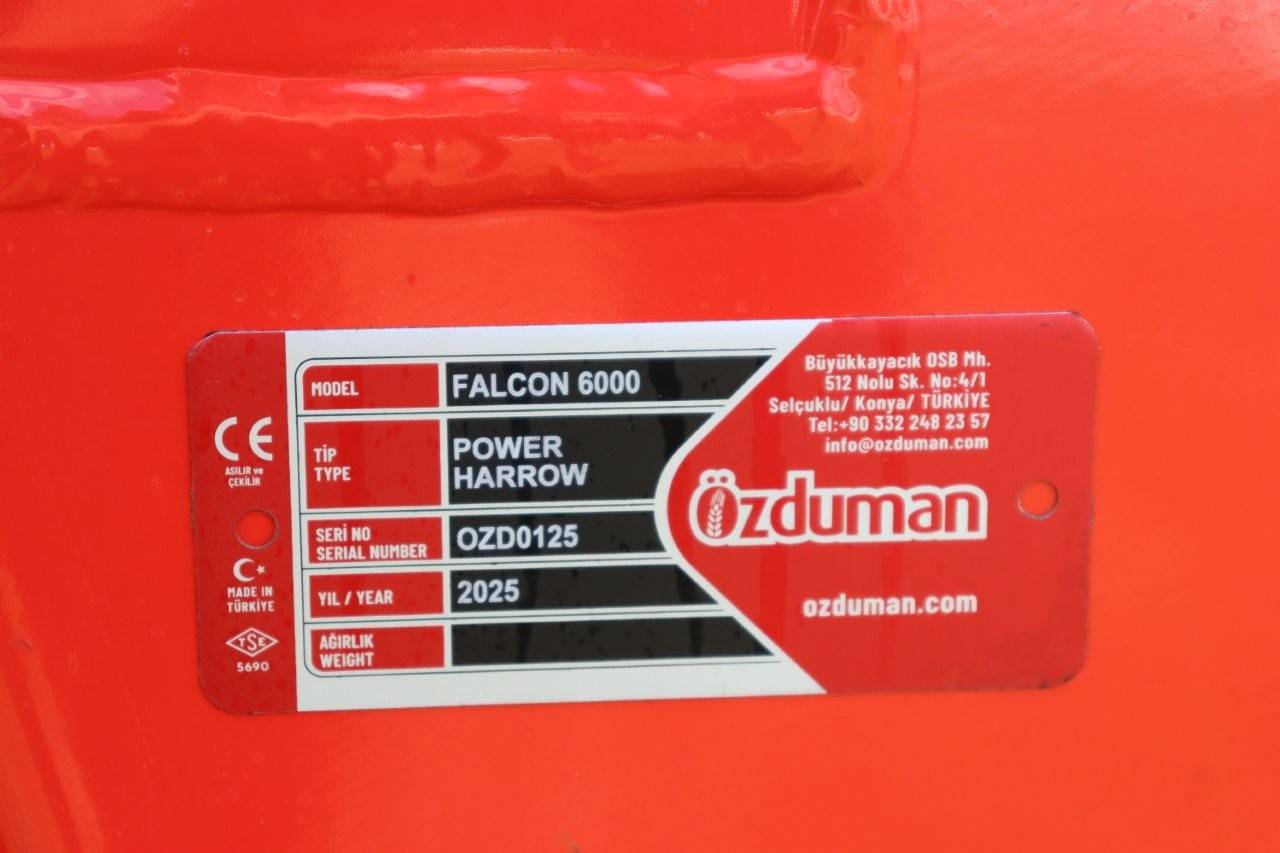 CE
ASILIR ve
ÇEKİLİR
MADE IN
TÜRKİYE
TSE
5690
MODEL
FALCON 6000
TİP
TYPE
POWER
HARROW
SERİ NO
SERIAL NUMBER
OZD0125
YIL / YEAR
2025
AĞIRLIK
WEIGHT
Büyükkayacık OSB Mh.
512 Nolu Sk. No:4/1
Selçuklu/ Konya/ TÜRKİYE
Tel:+90 332 248 23 57
info@ozduman.com
Özduman
ozduman.com